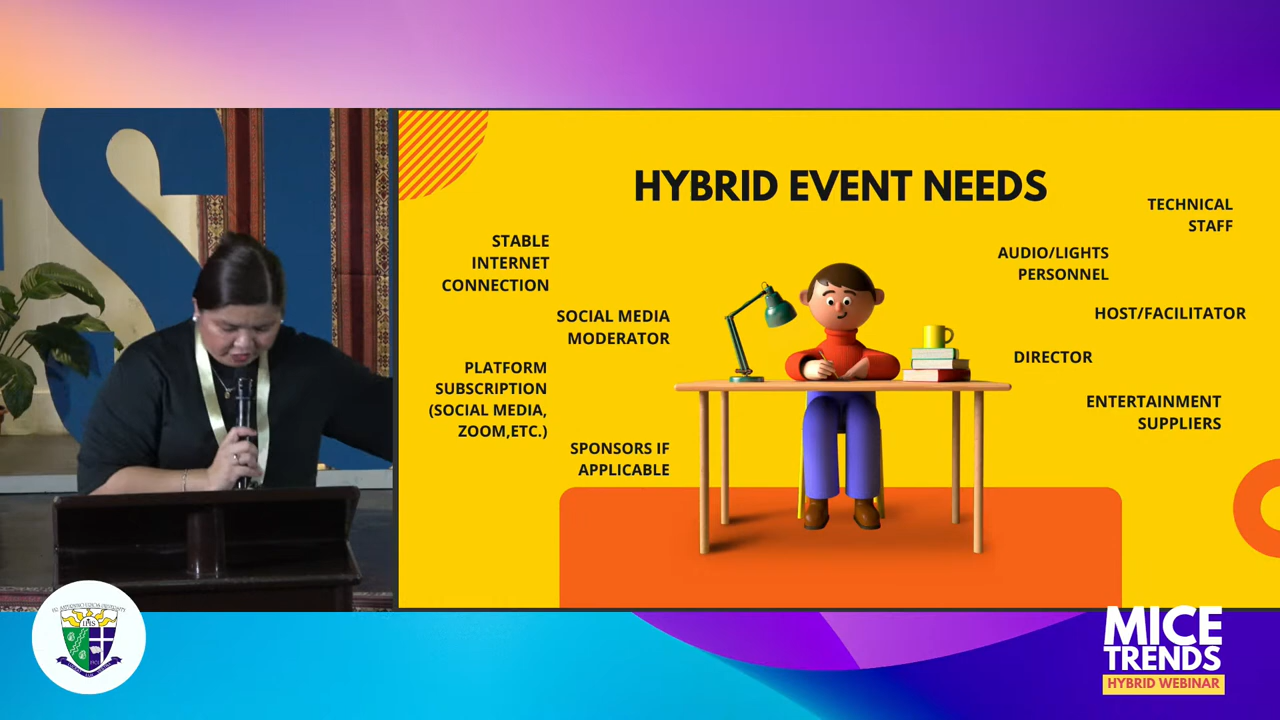 HYBRID EVENT NEEDS
STABLE
INTERNET
CONNECTION
SOCIAL MEDIA
MODERATOR
PLATFORM
SUBSCRIPTION
(SOCIAL MEDIA,
ZOOM,ETC.)
SPONSORS IF
APPLICABLE
TECHNICAL
STAFF
AUDIO/LIGHTS
PERSONNEL
HOST/FACILITATOR
DIRECTOR
ENTERTAINMENT
SUPPLIERS
S
IHS
MICE
TRENDS
HYBRID WEBINAR